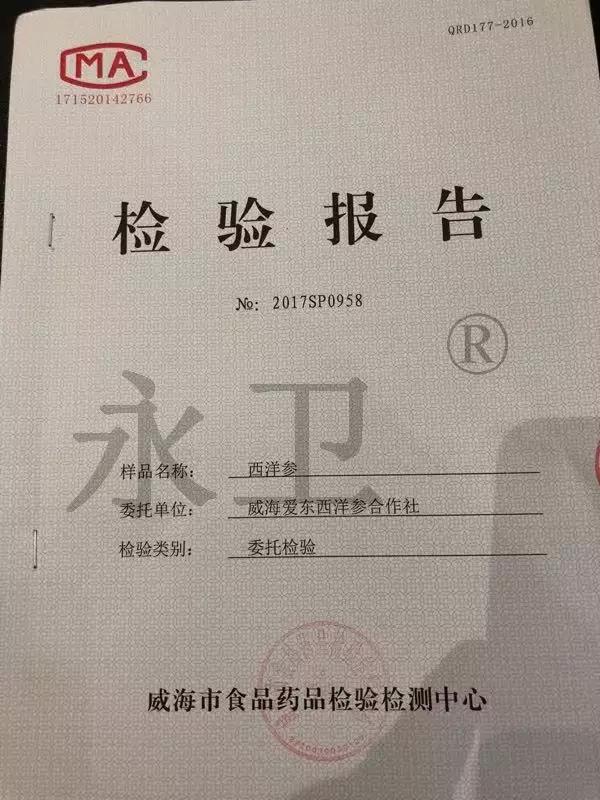 QRD177-2016
CMA
171520142766
检验报告
№: 2017SP0958
永卫®
样品名称: 西洋参
委托单位: 威海爱东西洋参合作社
检验类别: 委托检验
威海市食品药品检验检测中心